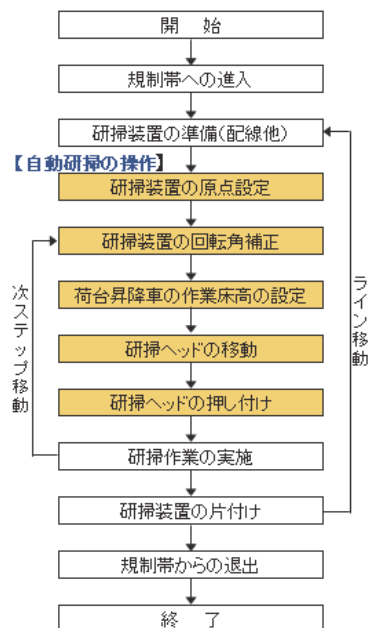 開 始
規制帯への進入
研掃装置の準備(配線他)
【自動研掃の操作】
研掃装置の原点設定
研掃装置の回転角補正
荷台昇降車の作業床高の設定
研掃ヘッドの移動
研掃ヘッドの押し付け
研掃作業の実施
研掃装置の片付け
規制帯からの退出
終 了
次ステップ移動
ライン移動